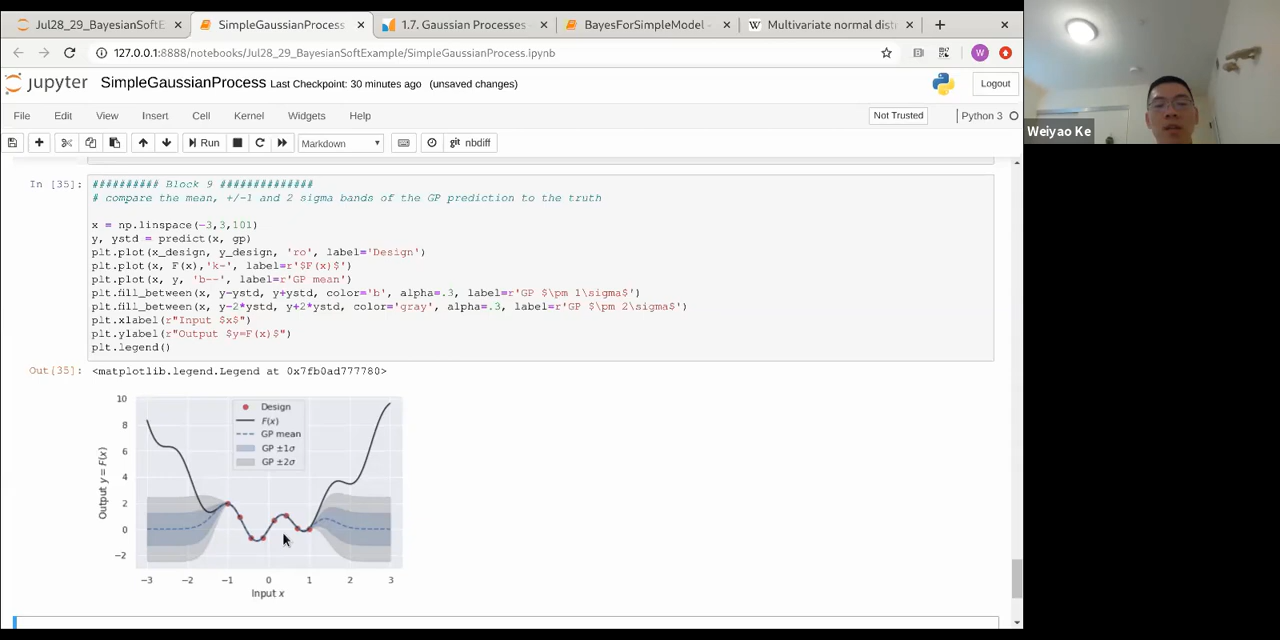 Jul28_29_BayesianSoftE
SimpleGaussianProcess
1.7. Gaussian Processes
BayesForSimpleModel -
Multivariate normal dist
127.0.0.1:8888/notebooks/Jul28_29_BayesianSoftExample/SimpleGaussianProcess.ipynb
W
jupyter SimpleGaussianProcess Last Checkpoint: 30 minutes ago (unsaved changes)
Logout
File Edit View Insert Cell Kernel Widgets Help
Not Trusted
Python 3
Run
Markdown
git nbdiff
In [35]:
########## Block 9 ##############
# compare the mean, +/-1 and 2 sigma bands of the GP prediction to the truth
x = np.linspace(-3,3,101)
y, ystd = predict(x, gp)
plt.plot(x_design, y_design, 'ro', label='Design')
plt.plot(x, F(x),'k-', label=r'$F(x)$')
plt.plot(x, y, 'b--', label=r'GP mean')
plt.fill_between(x, y-ystd, y+ystd, color='b', alpha=.3, label=r'GP $\pm 1\sigma$')
plt.fill_between(x, y-2*ystd, y+2*ystd, color='gray', alpha=.3, label=r'GP $\pm 2\sigma$')
plt.xlabel(r"Input $x$")
plt.ylabel(r"Output $y=F(x)$")
plt.legend()
Out[35]:
<matplotlib.legend.Legend at 0x7fb0ad777780>
Design
F(x)
GP mean
GP ±1σ
GP ±2σ
10
8
6
4
2
0
−2
Output y = F(x)
−3 −2 −1 0 1 2 3
Input x
Weiyao Ke